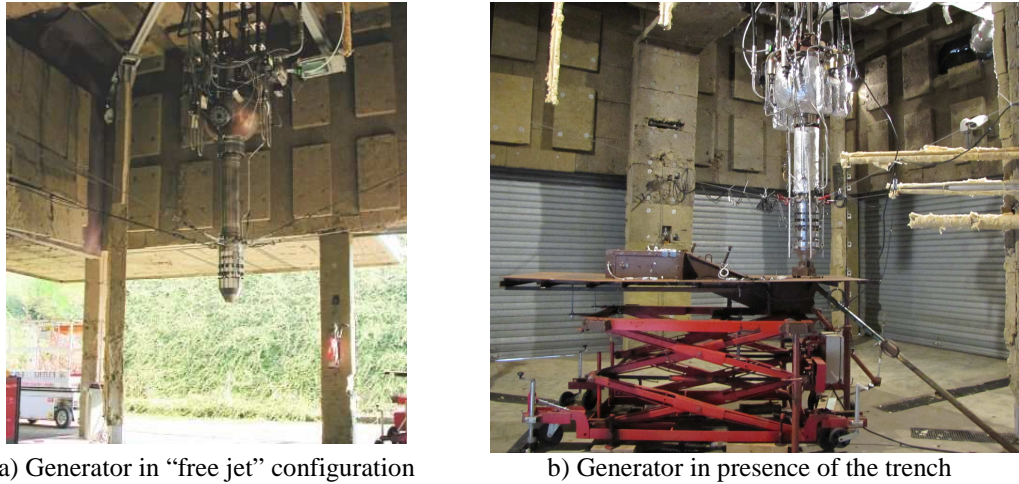 a) Generator in “free jet” configuration
b) Generator in presence of the trench